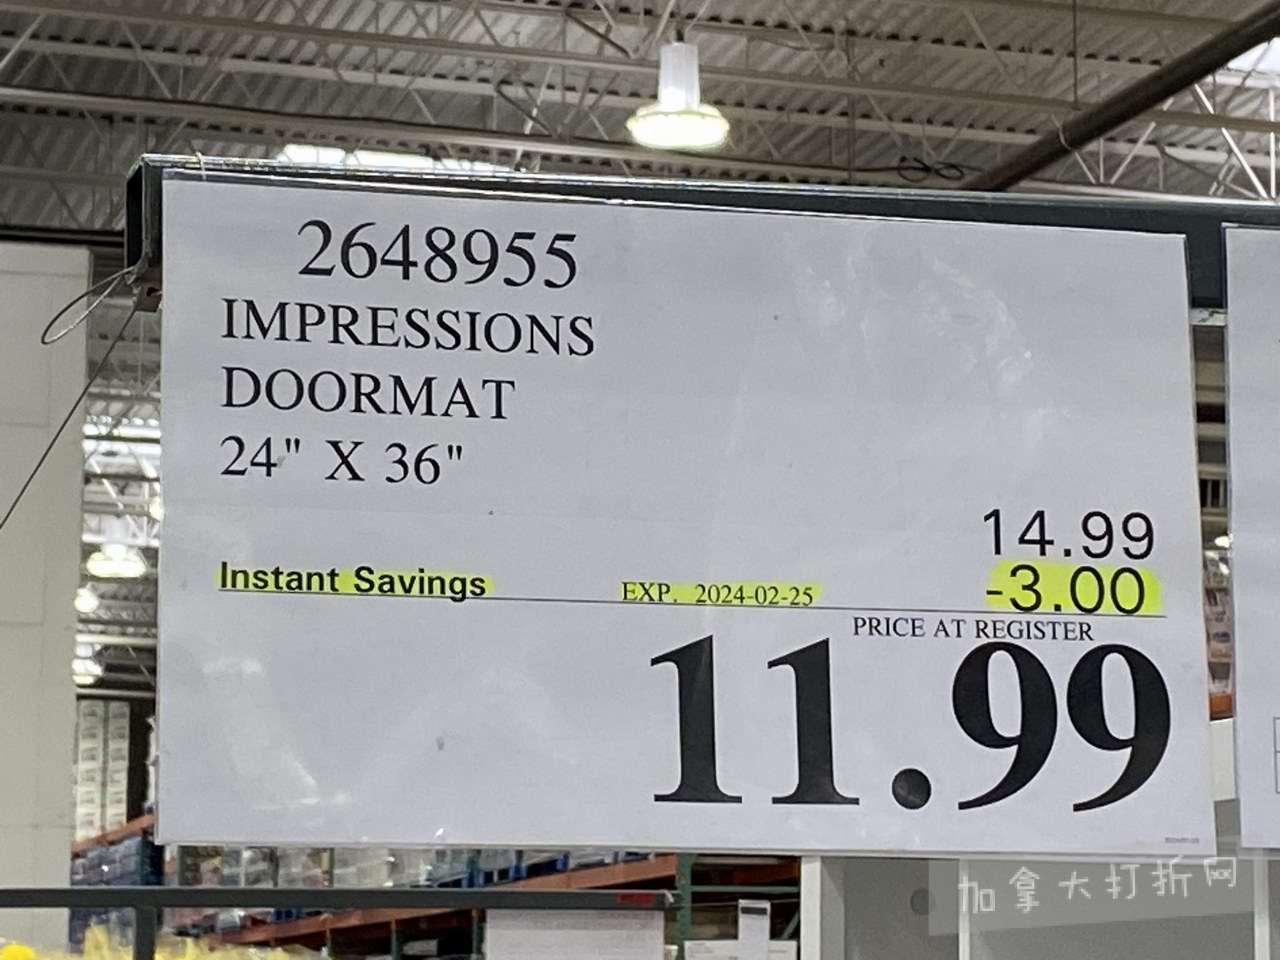 2648955
IMPRESSIONS
DOORMAT
24" X 36"
14.99
Instant Savings EXP. 2024-02-25 -3.00
PRICE AT REGISTER
11.99
加拿大打折网